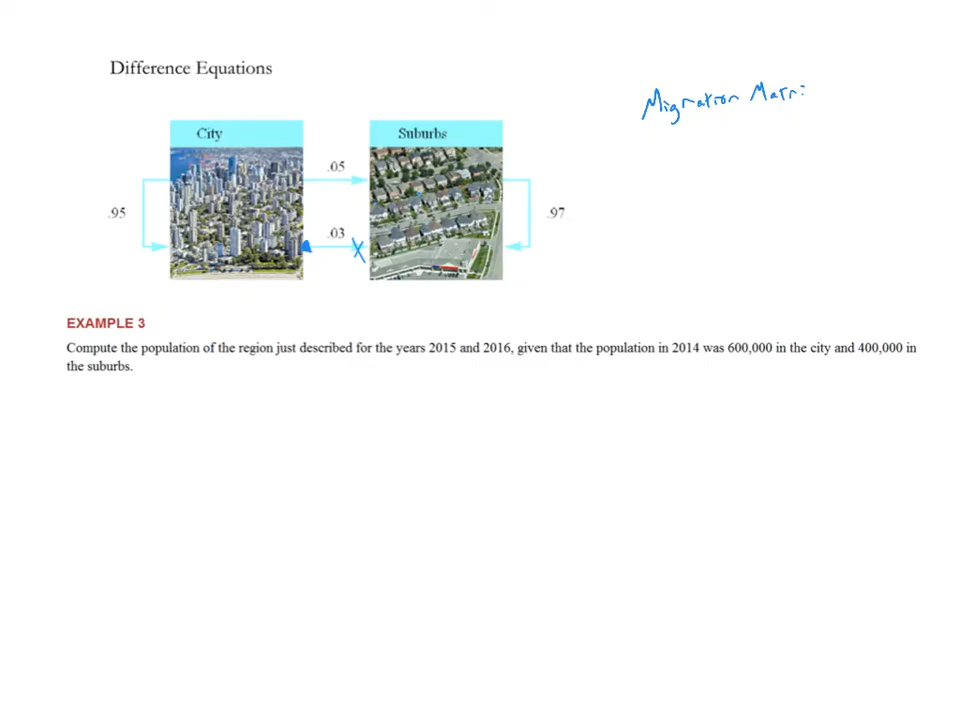 Difference Equations
Migration Matri
City
Suburbs
.05
.95
.97
.03
EXAMPLE 3
Compute the population of the region just described for the years 2015 and 2016, given that the population in 2014 was 600,000 in the city and 400,000 in
the suburbs.